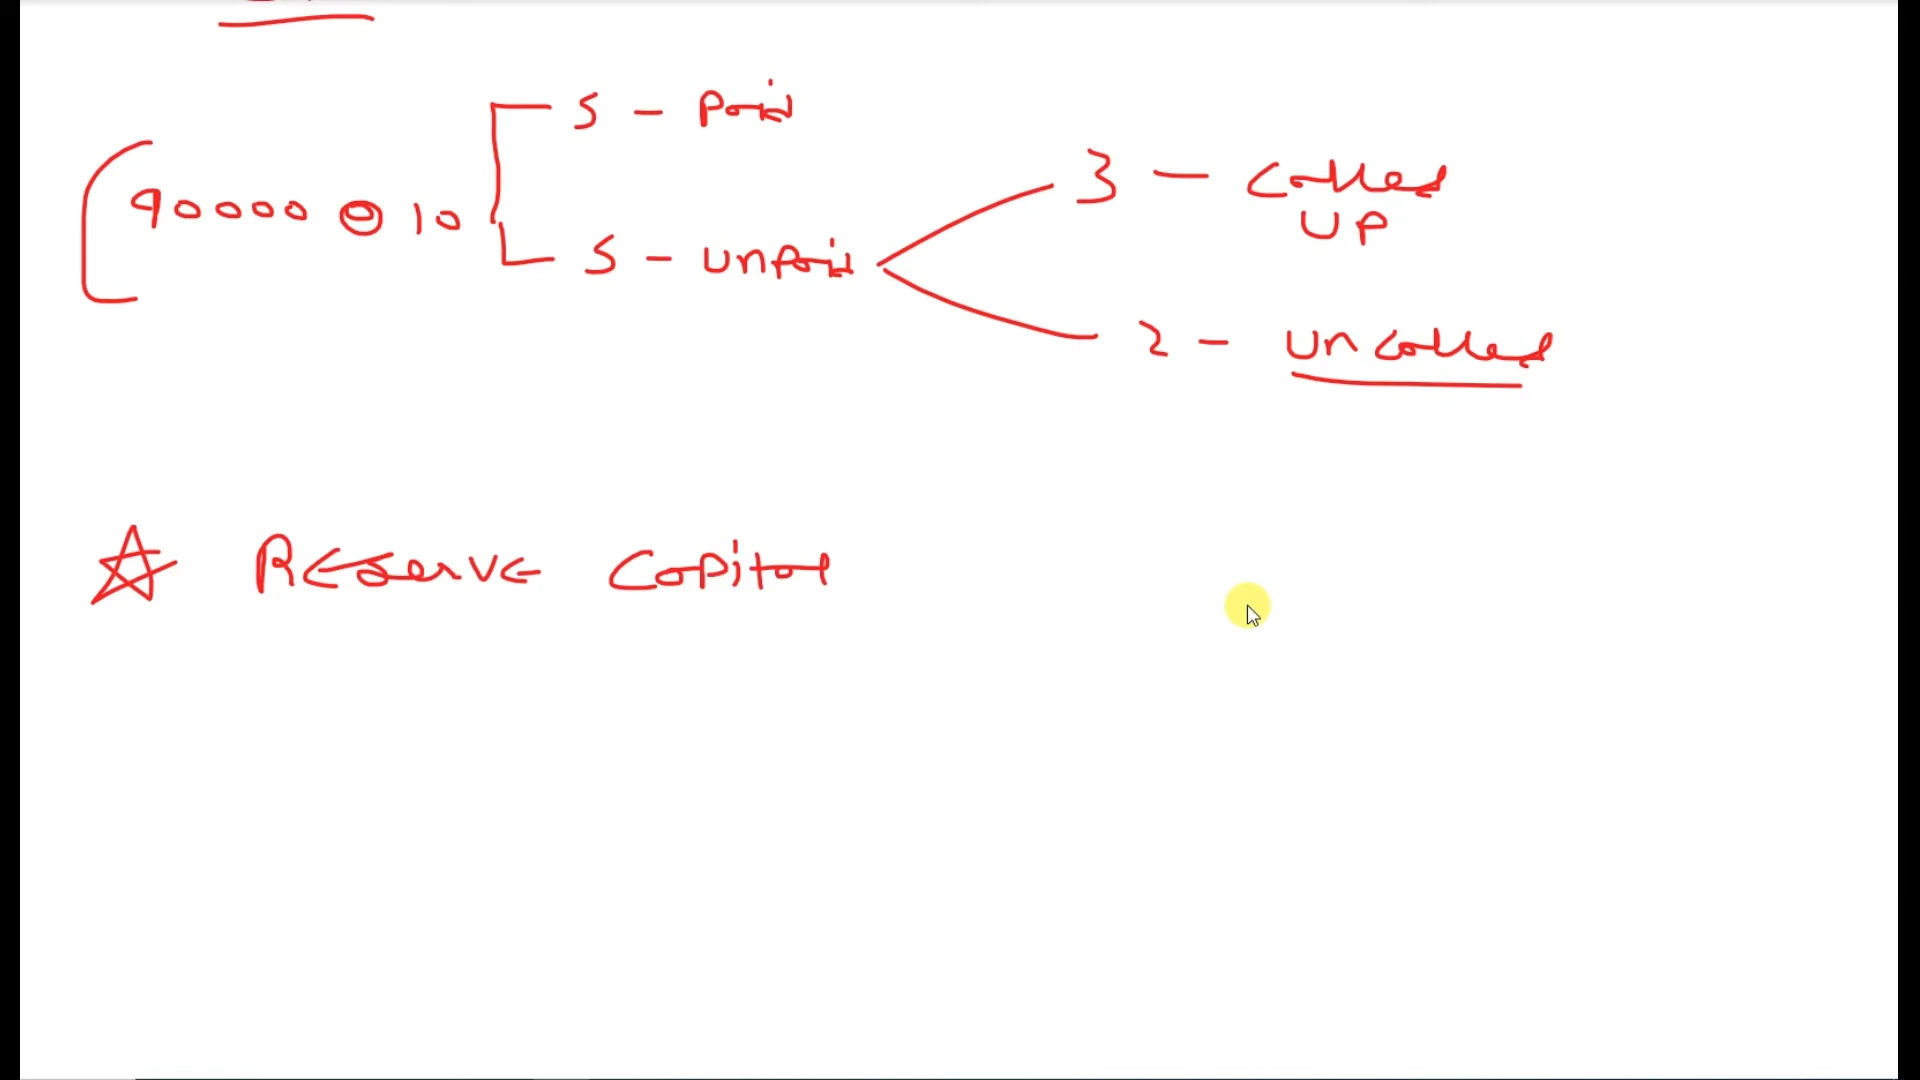 5 - Paid
90000 @ 10
5 - unpaid
3 - Called
UP
2 - uncalled
☆ Reserve Capital